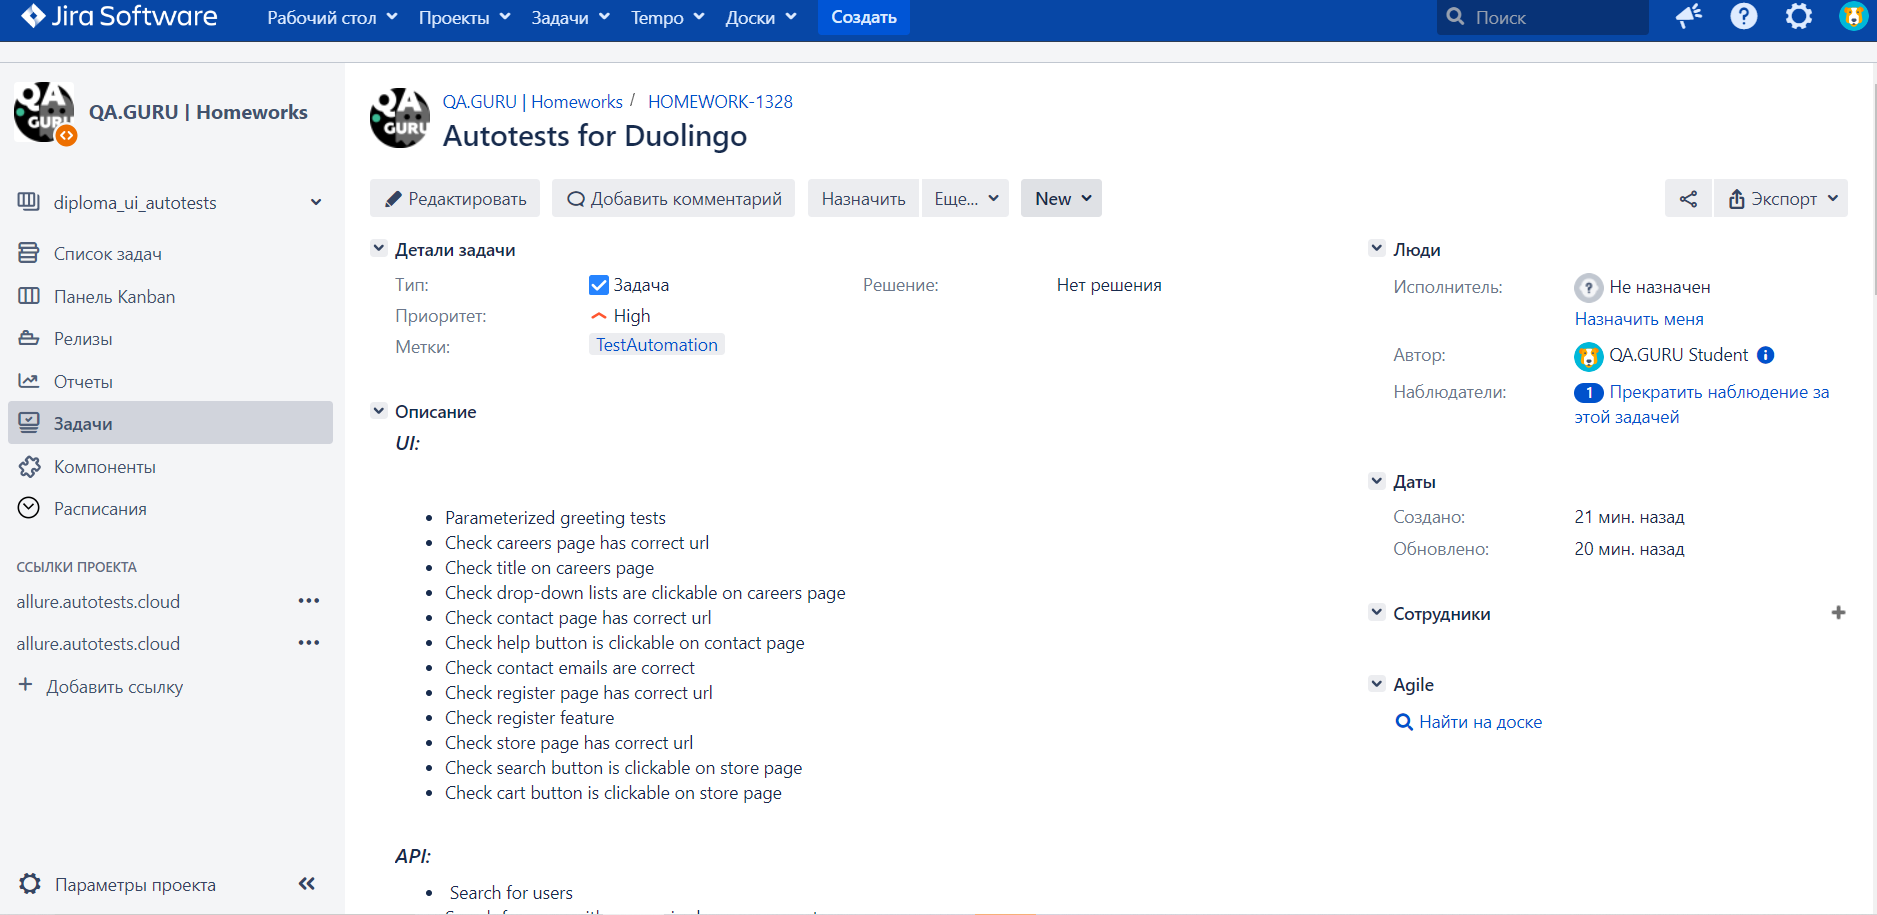 Jira Software
Рабочий стол
Проекты
Задачи
Tempo
Доски
Создать
Поиск
QA.GURU | Homeworks
diploma_ui_autotests
Список задач
Панель Kanban
Релизы
Отчеты
Задачи
Компоненты
Расписания
ССЫЛКИ ПРОЕКТА
allure.autotests.cloud
allure.autotests.cloud
Добавить ссылку
Параметры проекта
QA.GURU | Homeworks / HOMEWORK-1328
Autotests for Duolingo
Редактировать
Добавить комментарий
Назначить
Еще...
New
Экспорт
Детали задачи
Тип: Задача
Решение: Нет решения
Приоритет: High
Метки: TestAutomation
Описание
UI:
• Parameterized greeting tests
• Check careers page has correct url
• Check title on careers page
• Check drop-down lists are clickable on careers page
• Check contact page has correct url
• Check help button is clickable on contact page
• Check contact emails are correct
• Check register page has correct url
• Check register feature
• Check store page has correct url
• Check search button is clickable on store page
• Check cart button is clickable on store page
API:
• Search for users
Люди
Исполнитель: Не назначен
Назначить меня
Автор: QA.GURU Student
Наблюдатели: 1 Прекратить наблюдение за
этой задачей
Даты
Создано: 21 мин. назад
Обновлено: 20 мин. назад
Сотрудники
Agile
Найти на доске